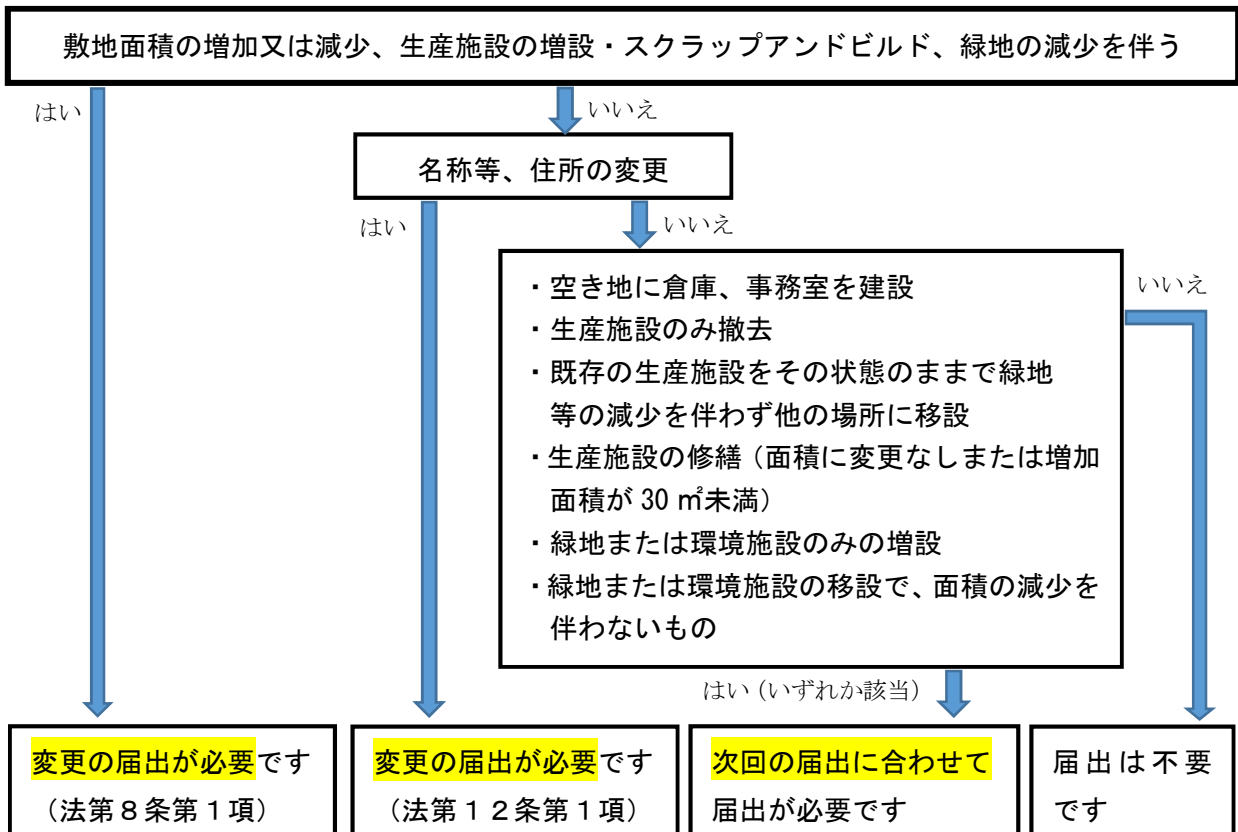 敷地面積の増加又は減少、生産施設の増設・スクラップアンドビルド、緑地の減少を伴う
はい
いいえ
名称等、住所の変更
はい
いいえ
・空き地に倉庫、事務室を建設
・生産施設のみ撤去
・既存の生産施設をその状態のままで緑地
等の減少を伴わず他の場所に移設
・生産施設の修繕（面積に変更なしまたは増加
面積が 30 ㎡未満）
・緑地または環境施設のみの増設
・緑地または環境施設の移設で、面積の減少を
伴わないもの
いいえ
はい（いずれか該当）
変更の届出が必要です
（法第８条第１項）
変更の届出が必要です
（法第１２条第１項）
次回の届出に合わせて
届出が必要です
届出は不要
です